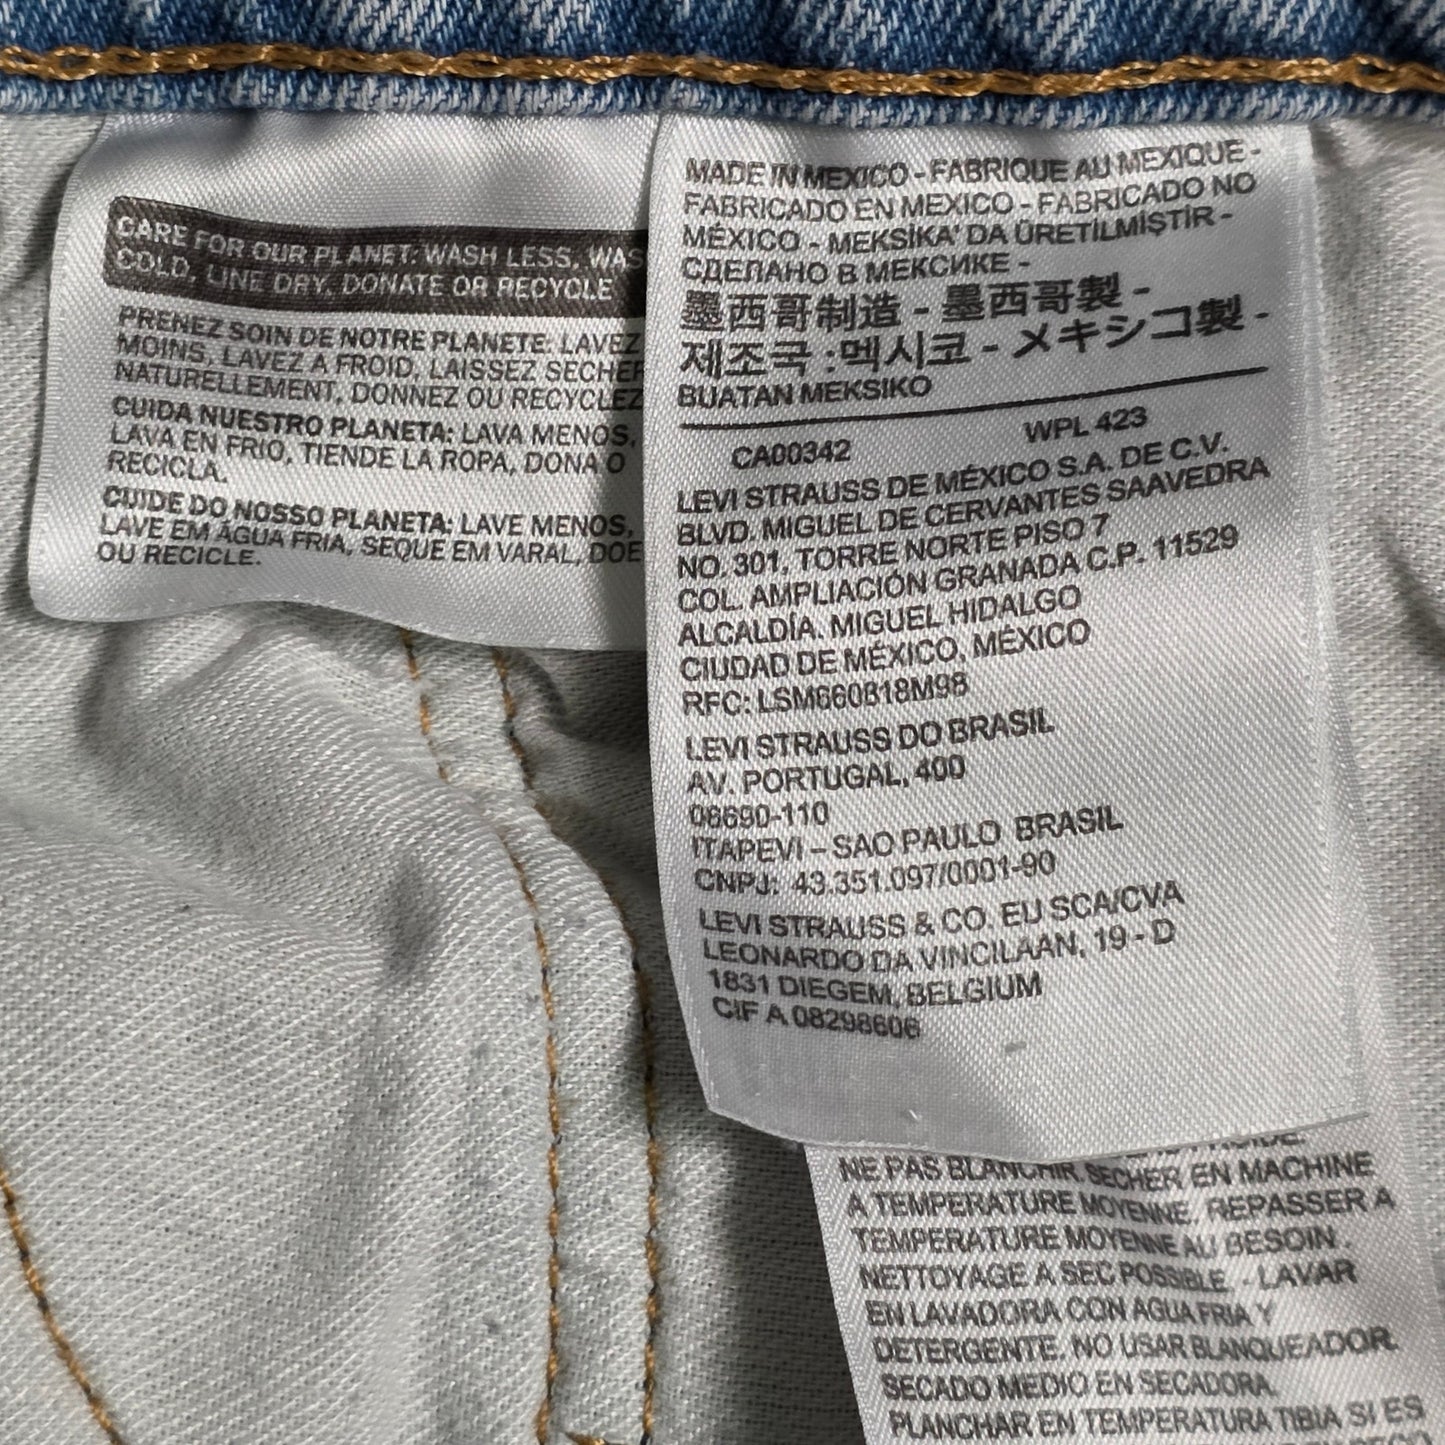 CARE FOR OUR PLANET: WASH LESS, WAS
COLD, LINE DRY, DONATE OR RECYCLE
PRENEZ SOIN DE NOTRE PLANETE: LAVEZ
MOINS, LAVEZ A FROID, LAISSEZ SECHER
NATURELLEMENT, DONNEZ OU RECYCLEZ
CUIDA NUESTRO PLANETA: LAVA MENOS,
LAVA EN FRIO, TIENDE LA ROPA, DONA O
RECICLA.
CUIDE DO NOSSO PLANETA: LAVE MENOS,
LAVE EM ÁGUA FRIA, SEQUE EM VARAL, DOE
OU RECICLE.
MADE IN MEXICO - FABRIQUE AU MEXIQUE -
FABRICADO EN MEXICO - FABRICADO NO
MÉXICO - MEKSİKA' DA ÜRETİLMİŞTİR -
СДЕЛАНО В МЕКСИКЕ -
墨西哥制造 - 墨西哥製 -
제조국 :멕시코 - メキシコ製 -
BUATAN MEKSIKO
CA00342 WPL 423
LEVI STRAUSS DE MÉXICO S.A. DE C.V.
BLVD. MIGUEL DE CERVANTES SAAVEDRA
NO. 301, TORRE NORTE PISO 7
COL. AMPLIACIÓN GRANADA C.P. 11529
ALCALDÍA. MIGUEL HIDALGO
CIUDAD DE MÉXICO, MÉXICO
RFC: LSM660818M98
LEVI STRAUSS DO BRASIL
AV. PORTUGAL, 400
06690-110
ITAPEVI – SAO PAULO BRASIL
CNPJ: 43.351.097/0001-90
LEVI STRAUSS & CO. EU SCA/CVA
LEONARDO DA VINCILAAN, 19 - D
1831 DIEGEM, BELGIUM
CIF A 08298606
NE PAS BLANCHIR. SECHER EN MACHINE
A TEMPERATURE MOYENNE. REPASSER A
TEMPERATURE MOYENNE AU BESOIN.
NETTOYAGE A SEC POSSIBLE - LAVAR
EN LAVADORA CON AGUA FRIA Y
DETERGENTE. NO USAR BLANQUEADOR.
SECADO MEDIO EN SECADORA.
PLANCHAR EN TEMPERATURA TIBIA SI ES